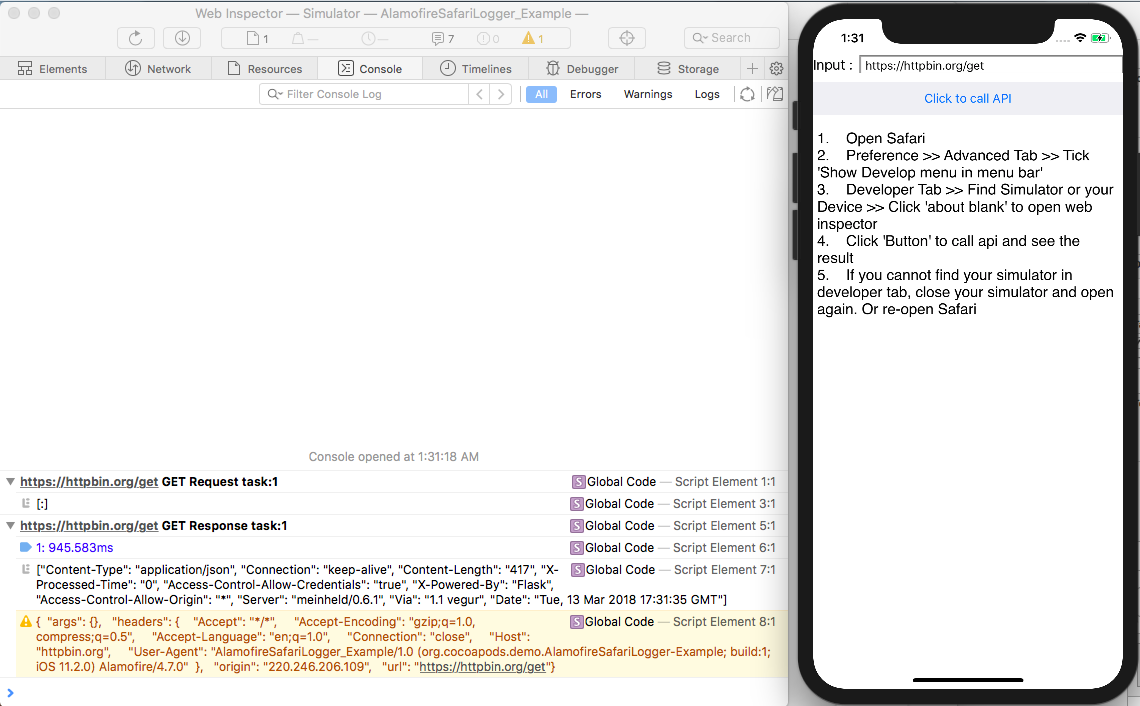 Web Inspector — Simulator — AlamofireSafariLogger_Example —
1 — — 7 0 1 Search
Elements Network Resources Console Timelines Debugger Storage
Filter Console Log All Errors Warnings Logs
Console opened at 1:31:18 AM
https://httpbin.org/get GET Request task:1 S Global Code — Script Element 1:1
[:] S Global Code — Script Element 3:1
https://httpbin.org/get GET Response task:1 S Global Code — Script Element 5:1
1: 945.583ms S Global Code — Script Element 6:1
["Content-Type": "application/json", "Connection": "keep-alive", "Content-Length": "417", "X- S Global Code — Script Element 7:1
Processed-Time": "0", "Access-Control-Allow-Credentials": "true", "X-Powered-By": "Flask",
"Access-Control-Allow-Origin": "*", "Server": "meinheld/0.6.1", "Via": "1.1 vegur", "Date": "Tue, 13 Mar 2018 17:31:35 GMT"]
{ "args": {}, "headers": { "Accept": "*/*", "Accept-Encoding": "gzip;q=1.0, S Global Code — Script Element 8:1
compress;q=0.5", "Accept-Language": "en;q=1.0", "Connection": "close", "Host":
"httpbin.org", "User-Agent": "AlamofireSafariLogger_Example/1.0 (org.cocoapods.demo.AlamofireSafariLogger-Example; build:1;
iOS 11.2.0) Alamofire/4.7.0" }, "origin": "220.246.206.109", "url": "https://httpbin.org/get"}
1:31
Input : https://httpbin.org/get
Click to call API
1. Open Safari
2. Preference >> Advanced Tab >> Tick
'Show Develop menu in menu bar'
3. Developer Tab >> Find Simulator or your
Device >> Click 'about blank' to open web
inspector
4. Click 'Button' to call api and see the
result
5. If you cannot find your simulator in
developer tab, close your simulator and open
again. Or re-open Safari